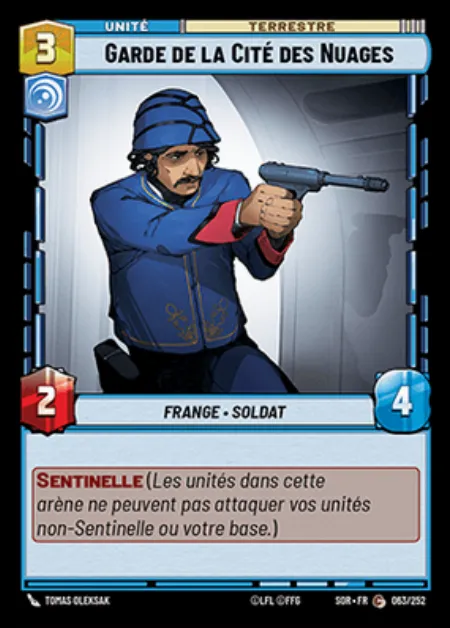 UNITÉ
TERRESTRE
3
GARDE DE LA CITÉ DES NUAGES
2
FRANGE • SOLDAT
4
SENTINELLE (Les unités dans cette
arène ne peuvent pas attaquer vos unités
non-Sentinelle ou votre base.)
TOMAS OLEKSAK
©LFL ©FFG
SOR • FR
C
063/252